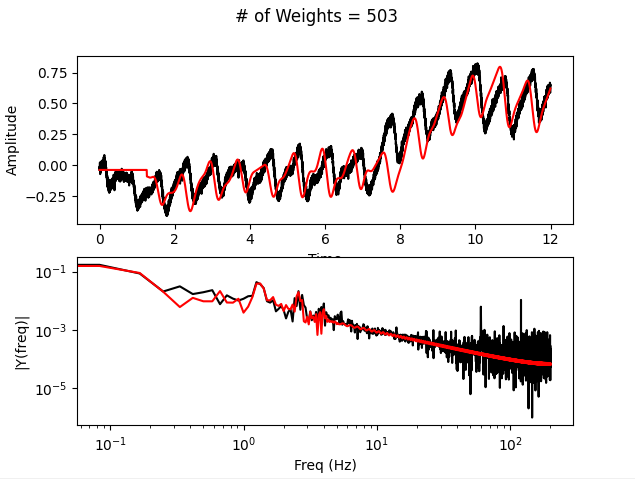 # of Weights = 503
0.75
0.50
0.25
0.00
−0.25
Amplitude
0 2 4 6 8 10 12
Time
10⁻¹
10⁻³
10⁻⁵
|Y(freq)|
10⁻¹ 10⁰ 10¹ 10²
Freq (Hz)